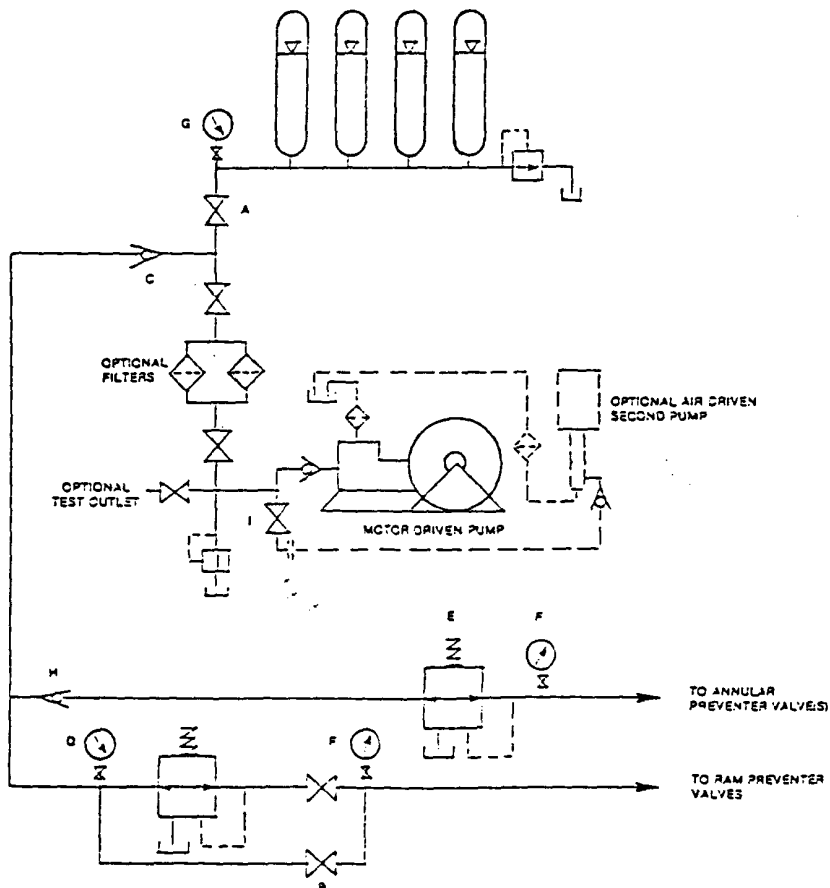 G
A
C
OPTIONAL
FILTERS
OPTIONAL AIR DRIVEN
SECOND PUMP
OPTIONAL
TEST OUTLET
I
MOTOR DRIVEN PUMP
E
F
H
TO ANNULAR
PREVENTER VALVE(S)
D
F
TO RAM PREVENTER
VALVES